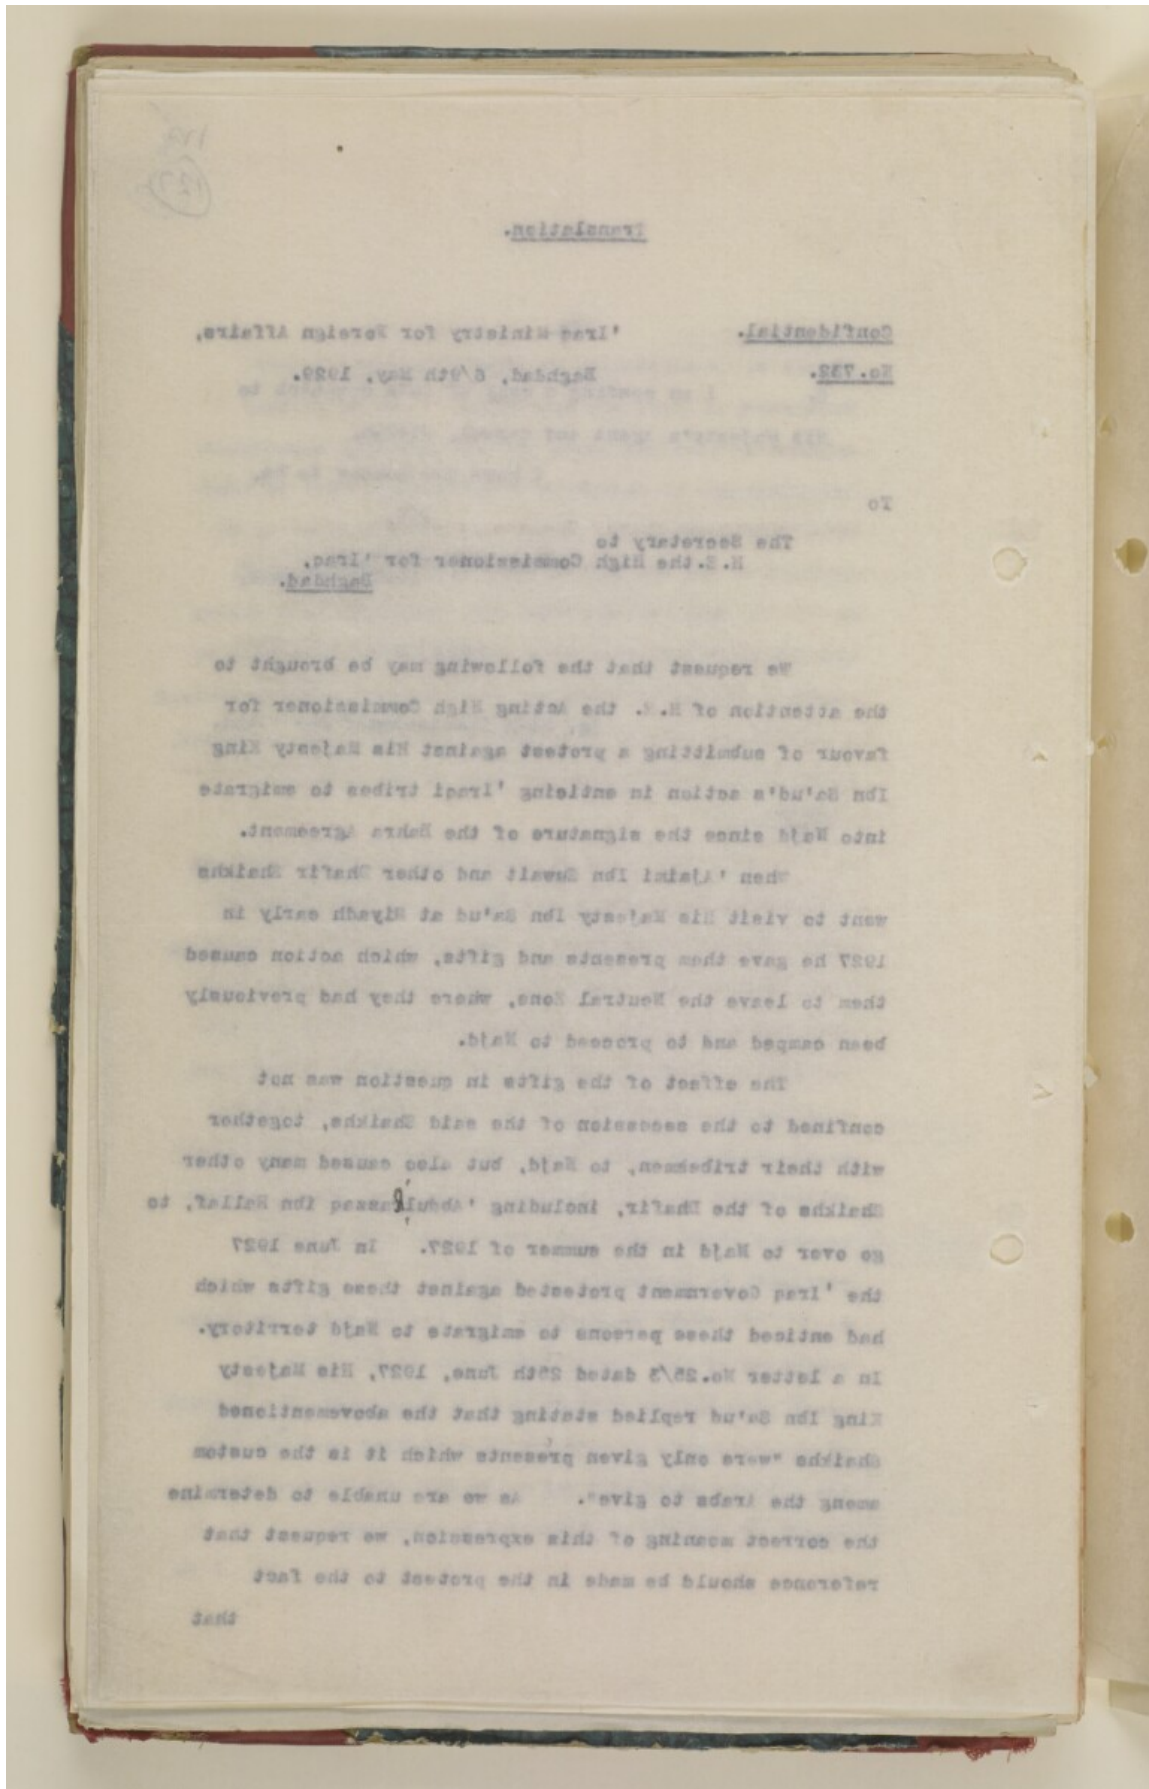 Translation.
Confidential.
'Iraq Ministry for Foreign Affairs,
No.732.
Baghdad, 6/9th May, 1929.
To
The Secretary to
H.E.the High Commissioner for 'Iraq,
Baghdad.
We request that the following may be brought to
the attention of H.E. the Acting High Commissioner for
favour of submitting a protest against His Majesty King
Ibn Sa'ud's action in enticing 'Iraqi tribes to emigrate
into Najd since the signature of the Bahra Agreement.
When 'Ajaimi Ibn Suwait and other Dhafir Shaikhs
went to visit His Majesty Ibn Sa'ud at Riyadh early in
1927 he gave them presents and gifts, which action caused
them to leave the Neutral Zone, where they had previously
been camped and to proceed to Najd.
The effect of the gifts in question was not
confined to the secession of the said Shaikhs, together
with their tribesmen, to Najd, but also caused many other
Shaikhs of the Dhafir, including 'Abdul Razzaq ibn Hallaf, to
go over to Najd in the summer of 1927. In June 1927
the 'Iraq Government protested against these gifts which
had enticed these persons to emigrate to Najd territory.
In a letter No.25/3 dated 25th June, 1927, His Majesty
King Ibn Sa'ud replied stating that the abovementioned
Shaikhs "were only given presents which it is the custom
among the Arabs to give". As we are unable to determine
the correct meaning of this expression, we request that
reference should be made in the protest to the fact
that